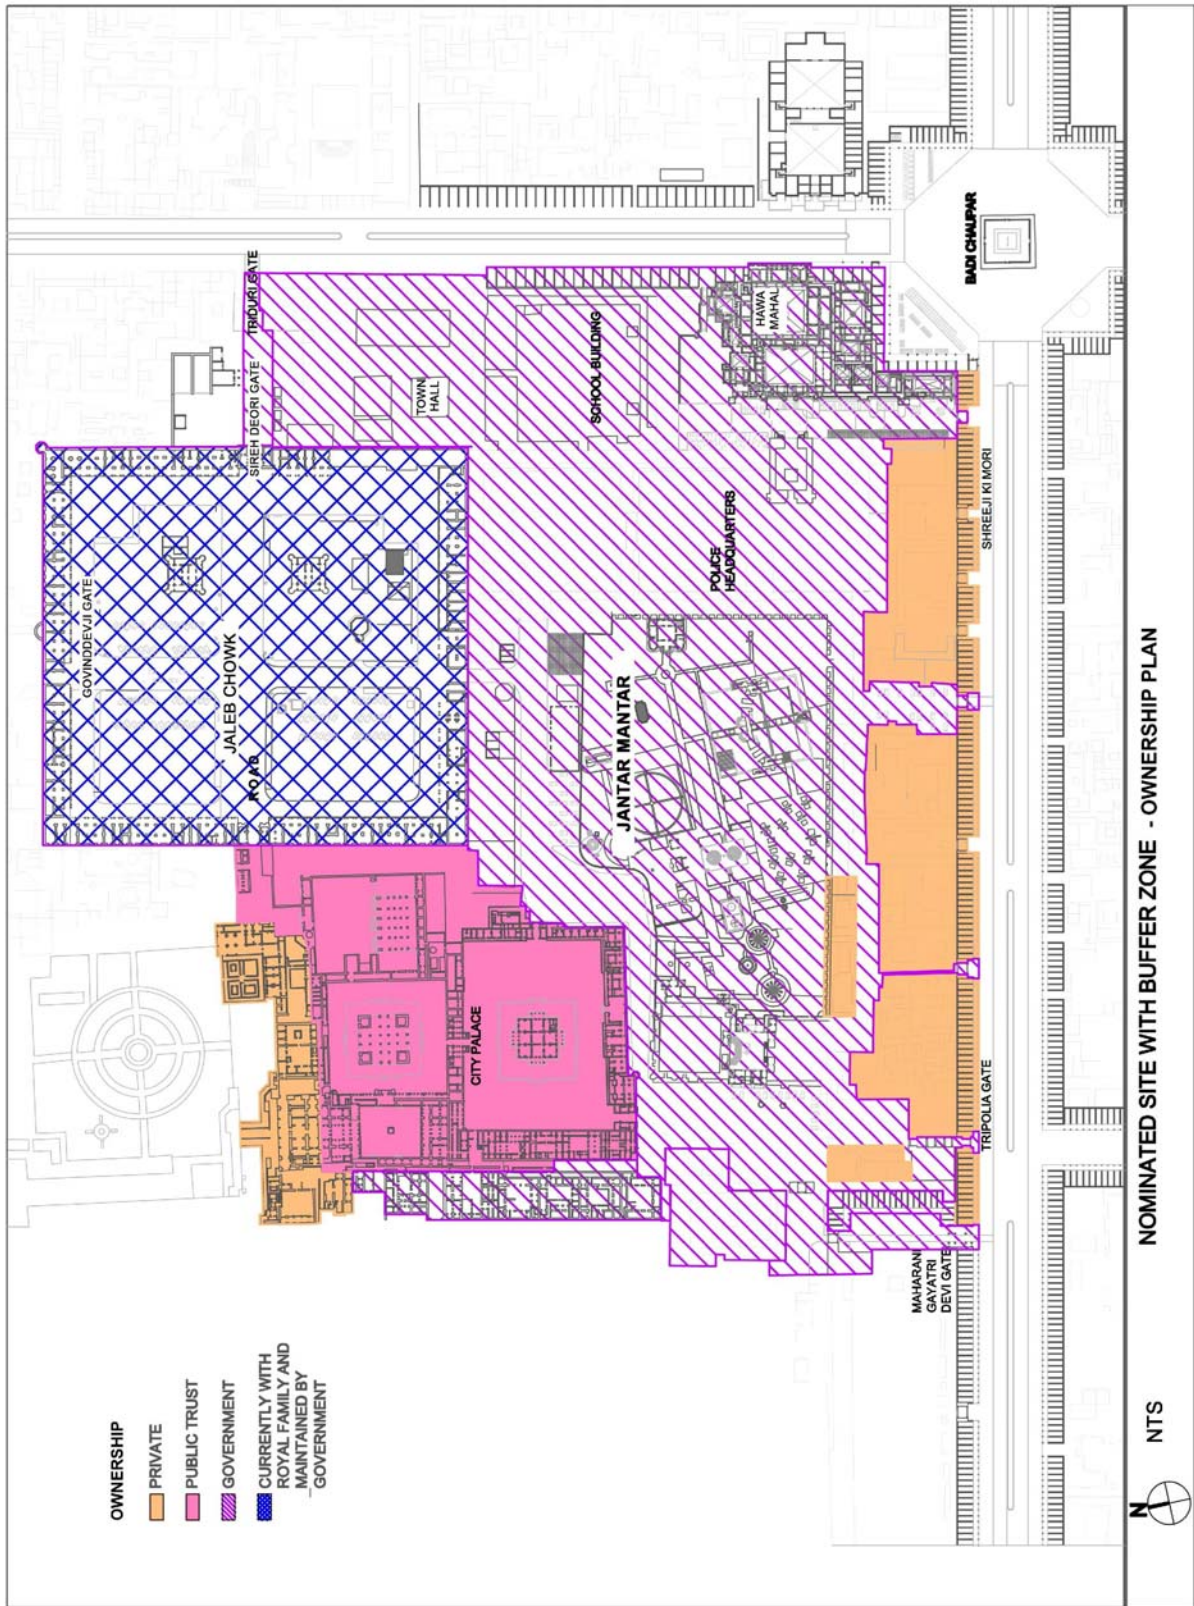 OWNERSHIP
PRIVATE
PUBLIC TRUST
GOVERNMENT
CURRENTLY WITH
ROYAL FAMILY AND
MAINTAINED BY
GOVERNMENT
GOVINDDEVJI GATE
JALEB CHOWK
ROAD
SIREH DEORI GATE
TRIDURI GATE
TOWN
HALL
SCHOOL BUILDING
HAWA
MAHAL
CITY PALACE
JANTAR MANTAR
POLICE
HEADQUARTERS
BADI CHAUPAR
MAHARANI
GAYATRI
DEVI GATE
TRIPOLIA GATE
SHREEJI KI MORI
N
NTS
NOMINATED SITE WITH BUFFER ZONE - OWNERSHIP PLAN